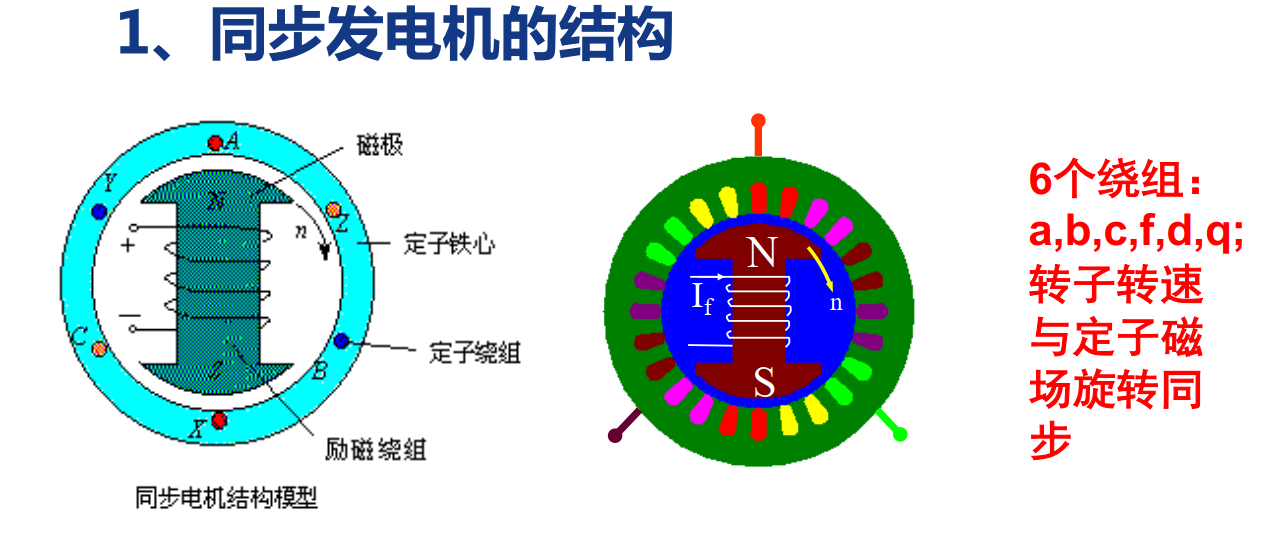 1、同步发电机的结构
A
磁极
Y
N
Z
n
定子铁心
+
−
C
定子绕组
S
B
X
励磁绕组
同步电机结构模型
N
If
n
S
6个绕组：
a,b,c,f,d,q;
转子转速
与定子磁
场旋转同
步